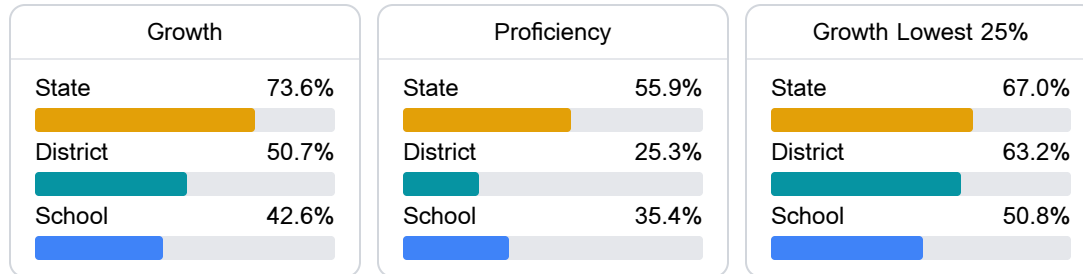 Growth
State 73.6%
District 50.7%
School 42.6%
Proficiency
State 55.9%
District 25.3%
School 35.4%
Growth Lowest 25%
State 67.0%
District 63.2%
School 50.8%